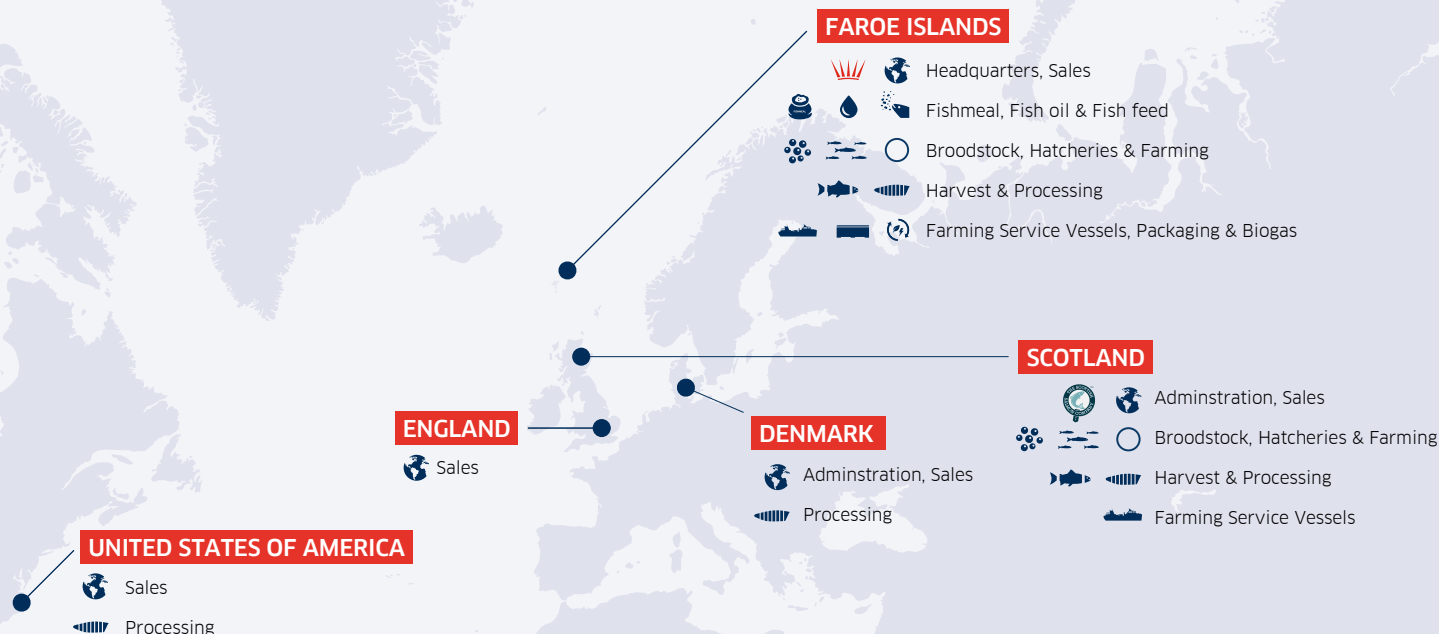 FAROE ISLANDS
Headquarters, Sales
Fishmeal, Fish oil & Fish feed
Broodstock, Hatcheries & Farming
Harvest & Processing
Farming Service Vessels, Packaging & Biogas
SCOTLAND
Adminstration, Sales
Broodstock, Hatcheries & Farming
Harvest & Processing
Farming Service Vessels
ENGLAND
Sales
DENMARK
Adminstration, Sales
Processing
UNITED STATES OF AMERICA
Sales
Processing